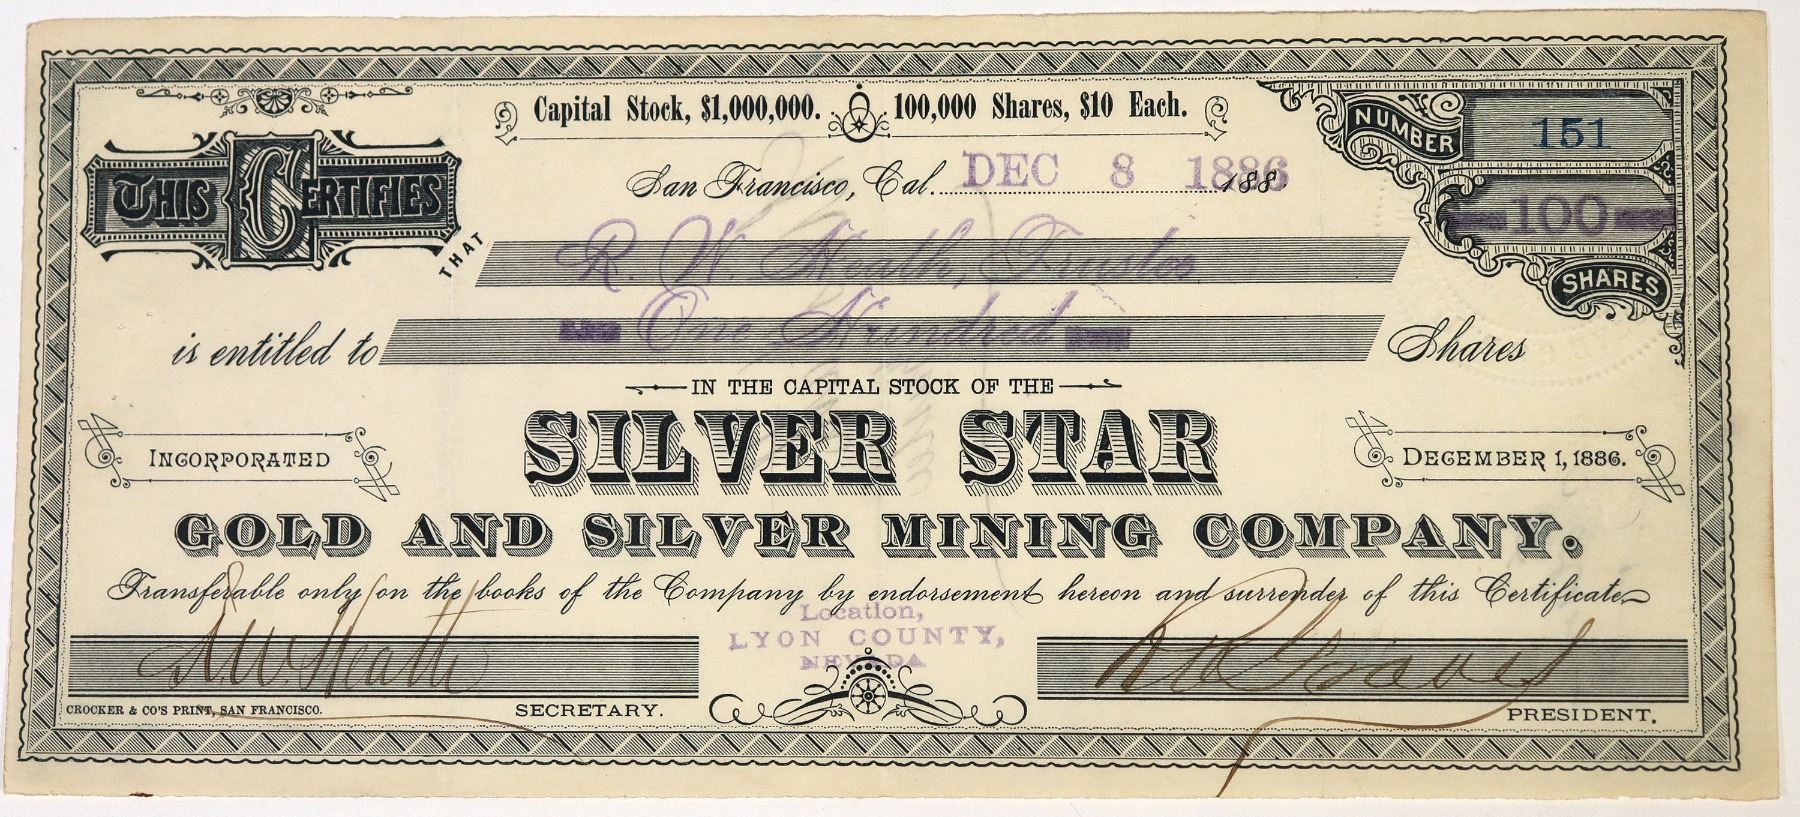 Capital Stock, $1,000,000. 100,000 Shares, $10 Each.
NUMBER 151
THIS CERTIFIES
San Francisco, Cal. DEC 8 1886 188
100
SHARES
THAT R. W. Heath, Trustee
is entitled to One Hundred Shares
IN THE CAPITAL STOCK OF THE
SILVER STAR
INCORPORATED DECEMBER 1, 1886.
GOLD AND SILVER MINING COMPANY.
Transferable only on the books of the Company by endorsement hereon and surrender of this Certificate
Location,
LYON COUNTY,
NEVADA
R. W. Heath
CROCKER & CO'S PRINT, SAN FRANCISCO. SECRETARY. PRESIDENT.